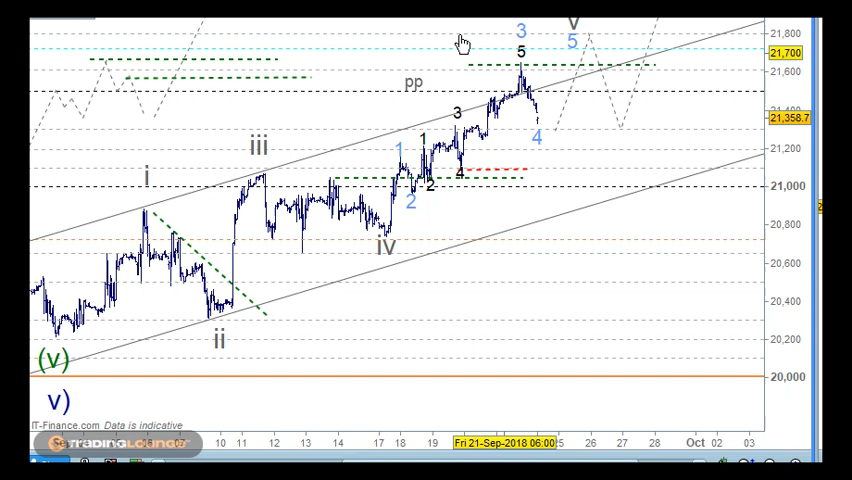 v
3
21,800
5
5
21,700
21,600
pp
3
21,358.7
1
4
iii
1
21,200
4
i
2
2
21,000
iv
20,800
20,600
20,400
ii
20,200
(v)
20,000
v)
IT-Finance.com Data is indicative
TRADINGLOUNGE
06 07 10 11 12 13 14 17 18 19 Fri 21-Sep-2018 06:00 25 26 27 28 Oct 02 03